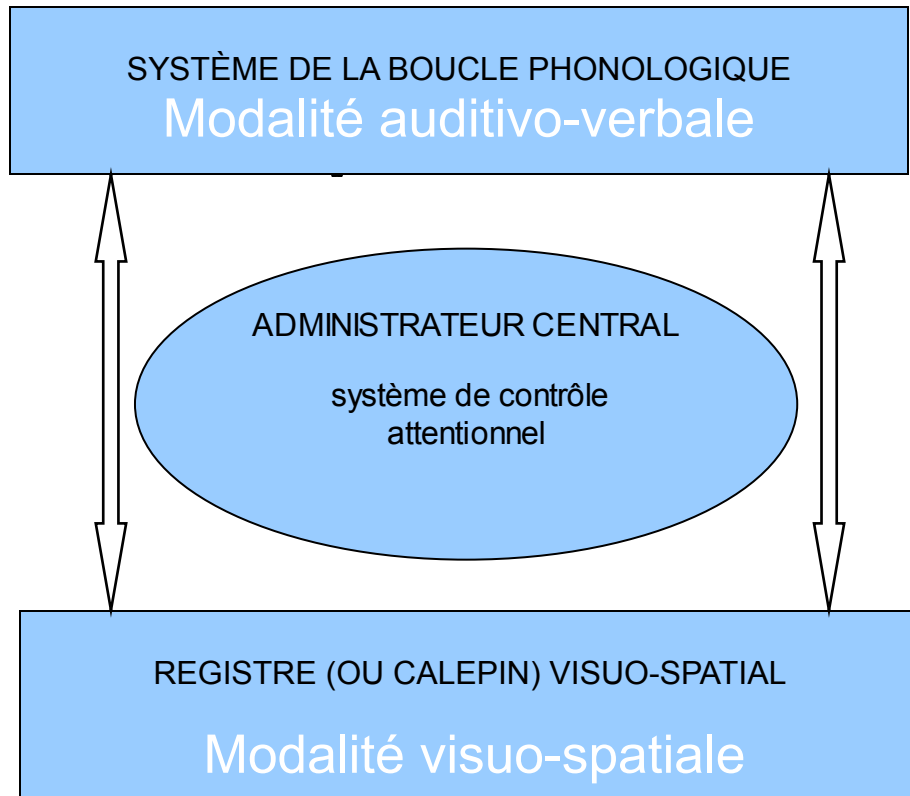 SYSTÈME DE LA BOUCLE PHONOLOGIQUE
Modalité auditivo-verbale
ADMINISTRATEUR CENTRAL
système de contrôle
attentionnel
REGISTRE (OU CALEPIN) VISUO-SPATIAL
Modalité visuo-spatiale